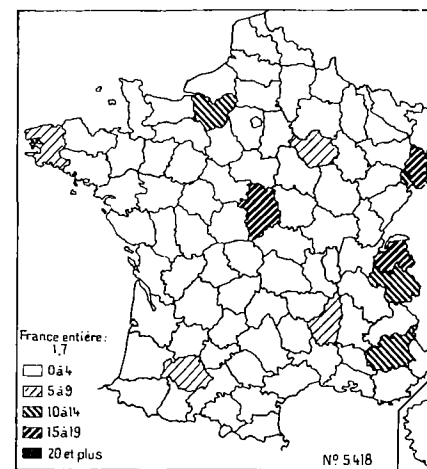 France entière:
1,7
0 à 4
5 à 9
10 à 14
15 à 19
20 et plus
Nº 5418